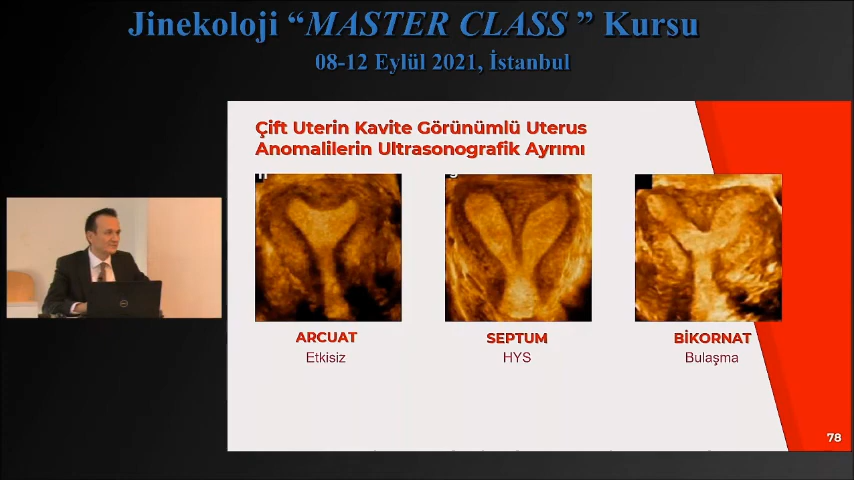 Jinekoloji “MASTER CLASS ” Kursu
08-12 Eylül 2021, İstanbul
Çift Uterin Kavite Görünümlü Uterus
Anomalilerin Ultrasonografik Ayrımı
ARCUAT
Etkisiz
SEPTUM
HYS
BİKORNAT
Bulaşma
78